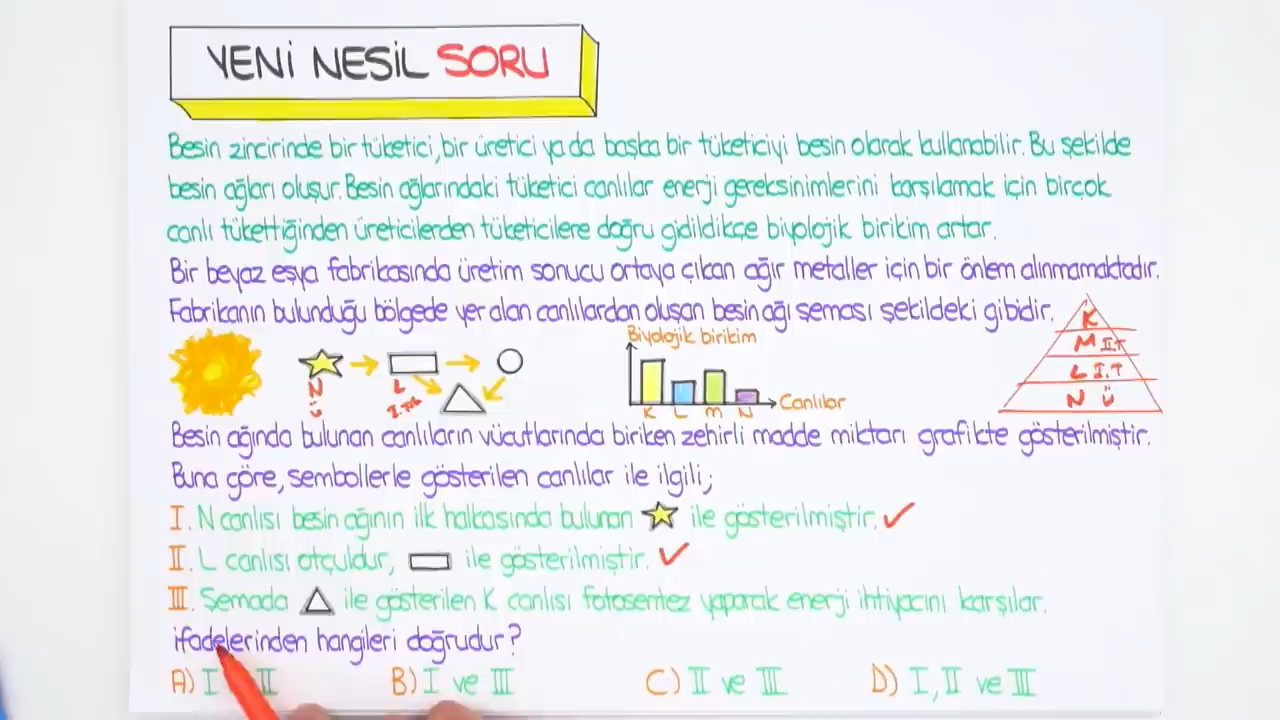 YENİ NESİL SORU
Besin zincirinde bir tüketici, bir üretici ya da başka bir tüketiciyi besin olarak kullanabilir. Bu şekilde
besin ağları oluşur. Besin ağlarındaki tüketici canlılar enerji gereksinimlerini karşılamak için birçok
canlı tükettiğinden üreticilerden tüketicilere doğru gidildikçe biyolojik birikim artar.
Bir beyaz eşya fabrikasında üretim sonucu ortaya çıkan ağır metaller için bir önlem alınmamaktadır.
Fabrikanın bulunduğu bölgede yer alan canlılardan oluşan besin ağı şeması şekildeki gibidir.
N
Ü
L
I. Tük
Biyolojik birikim
K L M N
Canlılar
K
M II.T
L I.T
N Ü
Besin ağında bulunan canlıların vücutlarında biriken zehirli madde miktarı grafikte gösterilmiştir.
Buna göre, sembollerle gösterilen canlılar ile ilgili;
I. N canlısı besin ağının ilk halkasında bulunan ile gösterilmiştir.
II. L canlısı otçuldur, ile gösterilmiştir.
III. Şemada ile gösterilen K canlısı fotosentez yaparak enerji ihtiyacını karşılar.
ifadelerinden hangileri doğrudur?
A) I II
B) I ve III
C) II ve III
D) I, II ve III